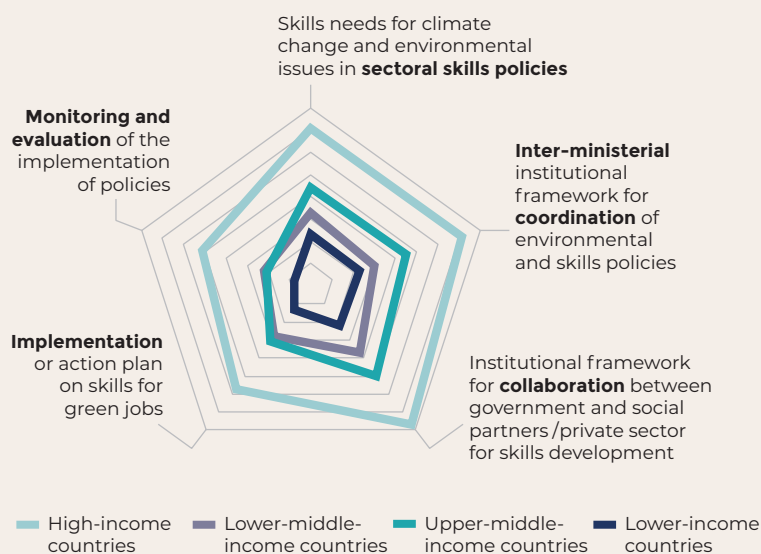 Skills needs for climate
change and environmental
issues in sectoral skills policies
Monitoring and
evaluation of the
implementation
of policies
Inter-ministerial
institutional
framework for
coordination of
environmental
and skills policies
Implementation
or action plan
on skills for
green jobs
Institutional framework
for collaboration between
government and social
partners/private sector
for skills development
High-income
countries
Lower-middle-
income countries
Upper-middle-
income countries
Lower-income
countries